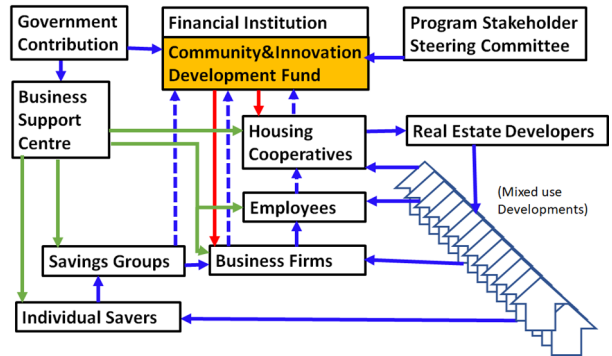 Government
Contribution
Financial Institution
Community&Innovation
Development Fund
Program Stakeholder
Steering Committee
Business
Support
Centre
Housing
Cooperatives
Real Estate Developers
(Mixed use
Developments)
Employees
Savings Groups
Business Firms
Individual Savers